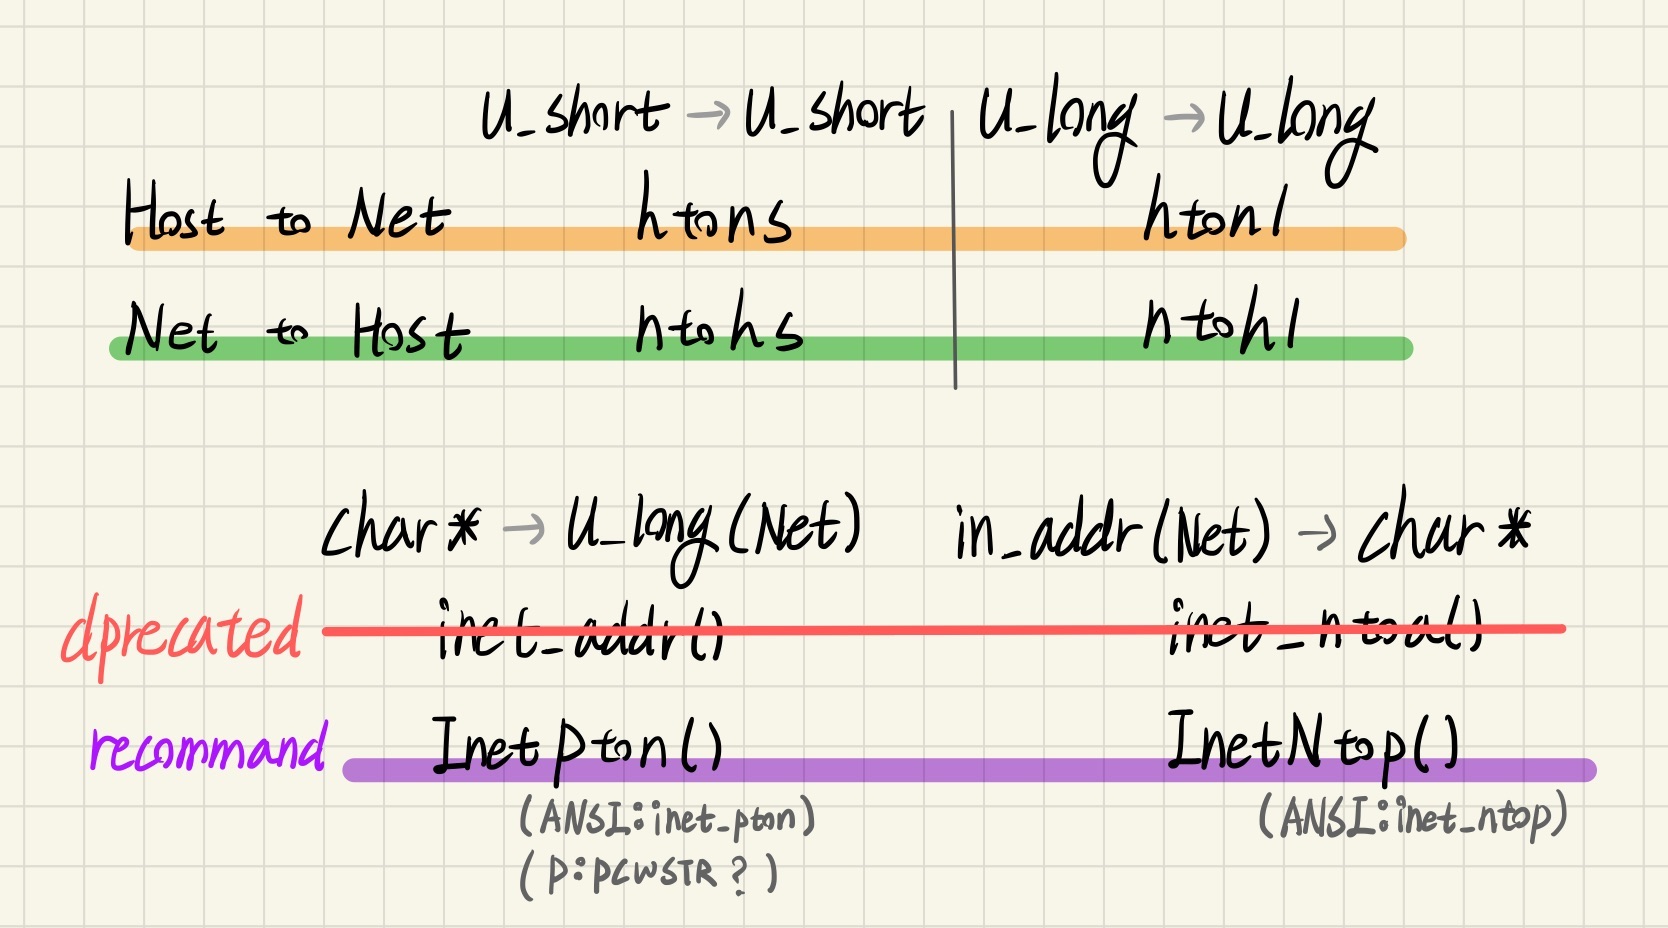 U_short → U_short | U_long → U_long
Host to Net htons htonl
Net to Host ntohs ntohl
char* → U_long(Net) in_addr(Net) → char*
dprecated inet_addr() inet_ntoa()
recommand InetPton() InetNtop()
(ANSI:inet_pton) (ANSI:inet_ntop)
(P:PCWSTR?)